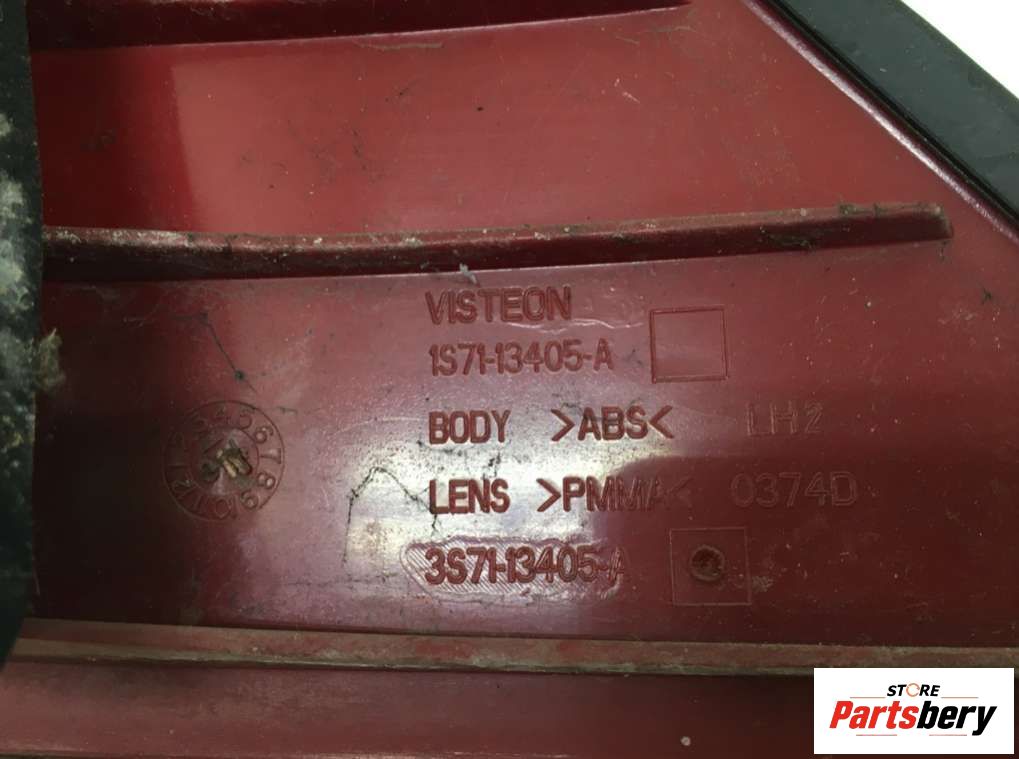 VISTEON
1S71-13405-A
BODY >ABS< LH2
LENS >PMMA< 0374D
3S71-13405-A
STORE
Partsbery